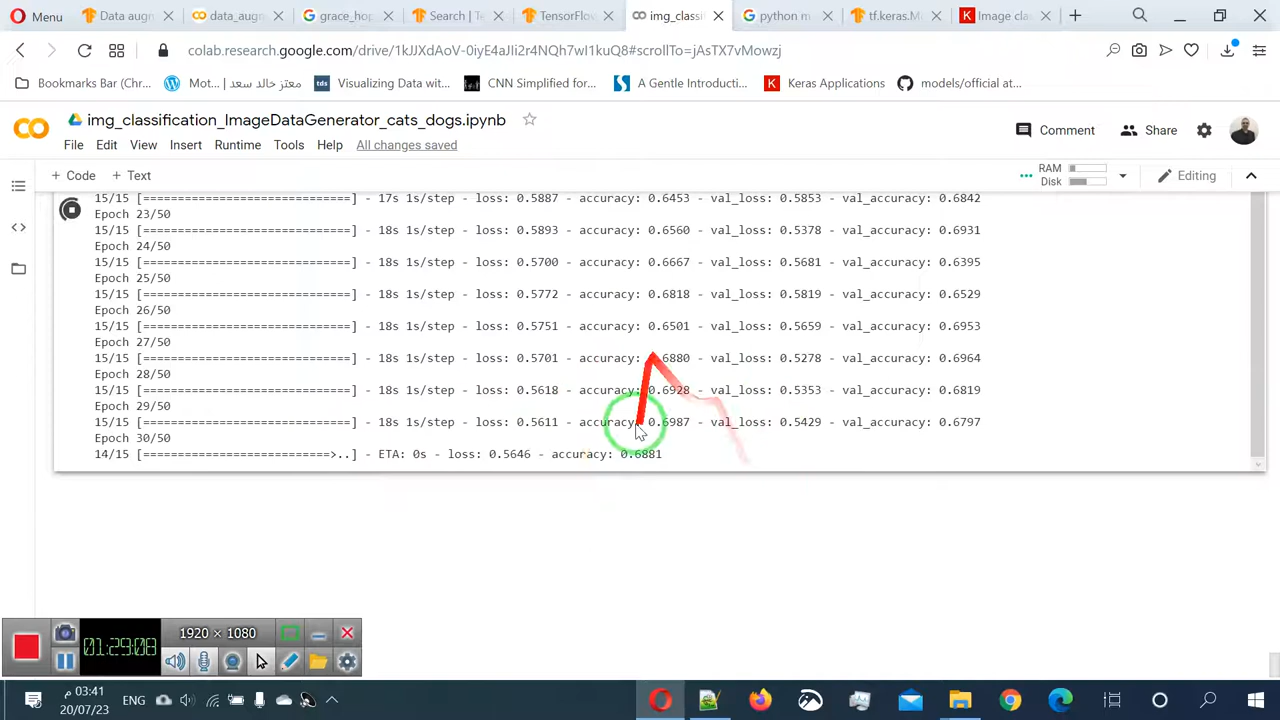 Menu
Data augn
data_augm
grace_hop
Search | Te
TensorFlow
img_classif
python m
tf.keras.M
Image clas
colab.research.google.com/drive/1kJJXdAoV-0iyE4aJIi2r4NQh7wI1kuQ8#scrollTo=jAsTX7vMowzj
Bookmarks Bar (Chr...
Mot... | معتز خالد سعد
tds Visualizing Data wit...
CNN Simplified for...
A Gentle Introducti...
K Keras Applications
models/official at...
img_classification_ImageDataGenerator_cats_dogs.ipynb
Comment
Share
File Edit View Insert Runtime Tools Help All changes saved
+ Code + Text
RAM
Disk
Editing
15/15 [==============================] - 17s 1s/step - loss: 0.5887 - accuracy: 0.6453 - val_loss: 0.5853 - val_accuracy: 0.6842
Epoch 23/50
15/15 [==============================] - 18s 1s/step - loss: 0.5893 - accuracy: 0.6560 - val_loss: 0.5378 - val_accuracy: 0.6931
Epoch 24/50
15/15 [==============================] - 18s 1s/step - loss: 0.5700 - accuracy: 0.6667 - val_loss: 0.5681 - val_accuracy: 0.6395
Epoch 25/50
15/15 [==============================] - 18s 1s/step - loss: 0.5772 - accuracy: 0.6818 - val_loss: 0.5819 - val_accuracy: 0.6529
Epoch 26/50
15/15 [==============================] - 18s 1s/step - loss: 0.5751 - accuracy: 0.6501 - val_loss: 0.5659 - val_accuracy: 0.6953
Epoch 27/50
15/15 [==============================] - 18s 1s/step - loss: 0.5701 - accuracy: 0.6880 - val_loss: 0.5278 - val_accuracy: 0.6964
Epoch 28/50
15/15 [==============================] - 18s 1s/step - loss: 0.5618 - accuracy: 0.6928 - val_loss: 0.5353 - val_accuracy: 0.6819
Epoch 29/50
15/15 [==============================] - 18s 1s/step - loss: 0.5611 - accuracy: 0.6987 - val_loss: 0.5429 - val_accuracy: 0.6797
Epoch 30/50
14/15 [===========================>..] - ETA: 0s - loss: 0.5646 - accuracy: 0.6881
01:29:08
1920 × 1080
03:41 م
20/07/23
ENG